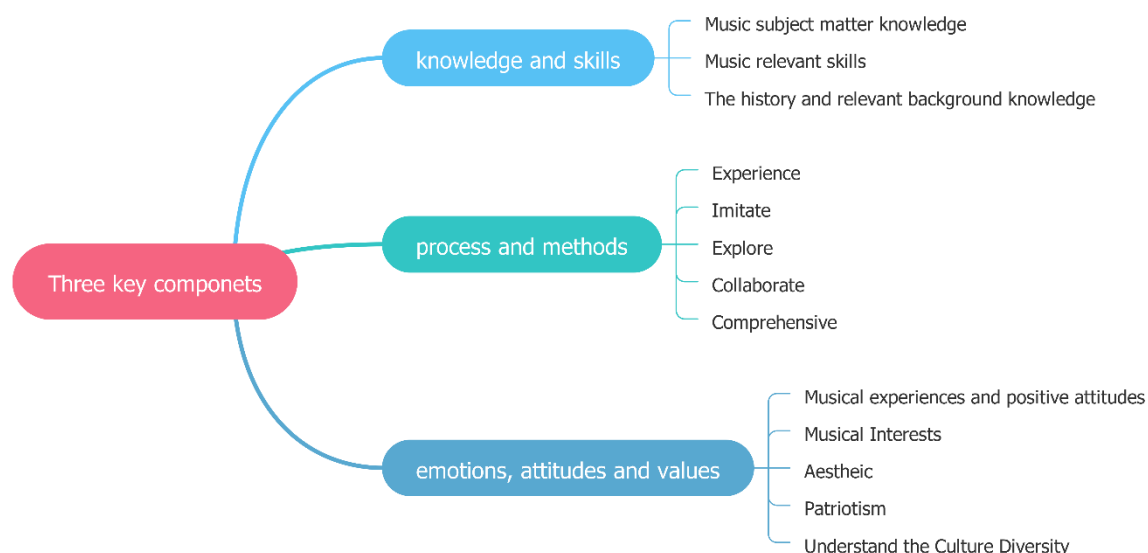 Three key componets
knowledge and skills
Music subject matter knowledge
Music relevant skills
The history and relevant background knowledge
process and methods
Experience
Imitate
Explore
Collaborate
Comprehensive
emotions, attitudes and values
Musical experiences and positive attitudes
Musical Interests
Aestheic
Patriotism
Understand the Culture Diversity